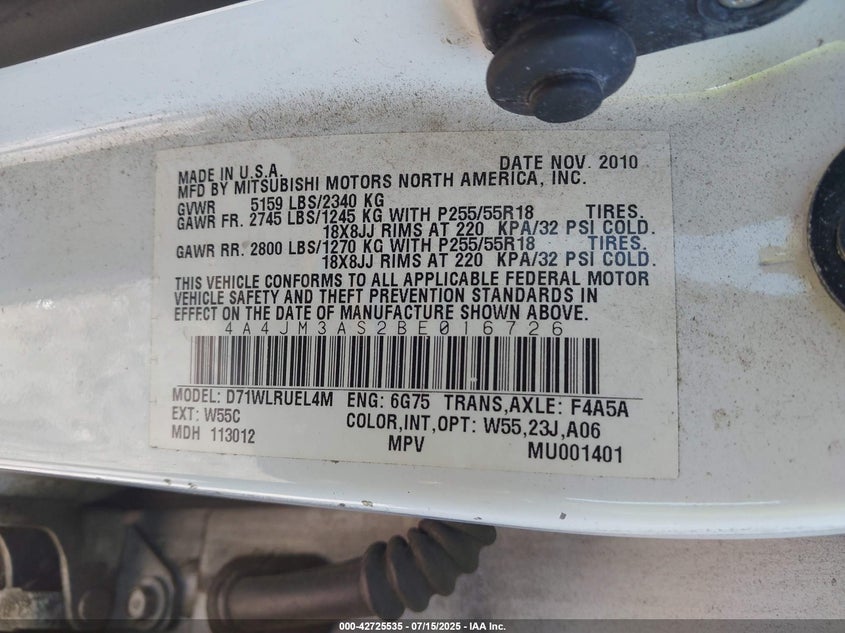 MADE IN U.S.A. DATE NOV. 2010
MFD BY MITSUBISHI MOTORS NORTH AMERICA, INC.
GVWR 5159 LBS/2340 KG
GAWR FR. 2745 LBS/1245 KG WITH P255/55R18 TIRES.
18X8JJ RIMS AT 220 KPA/32 PSI COLD.
GAWR RR. 2800 LBS/1270 KG WITH P255/55R18 TIRES.
18X8JJ RIMS AT 220 KPA/32 PSI COLD.
THIS VEHICLE CONFORMS TO ALL APPLICABLE FEDERAL MOTOR
VEHICLE SAFETY AND THEFT PREVENTION STANDARDS IN
EFFECT ON THE DATE OF MANUFACTURE SHOWN ABOVE.
4A4JM3AS2BE016726
MODEL: D71WLRUEL4M ENG: 6G75 TRANS,AXLE: F4A5A
EXT: W55C COLOR,INT,OPT: W55,23J,A06
MDH 113012 MPV MU001401
000-42725535 - 07/15/2025 - IAA Inc.